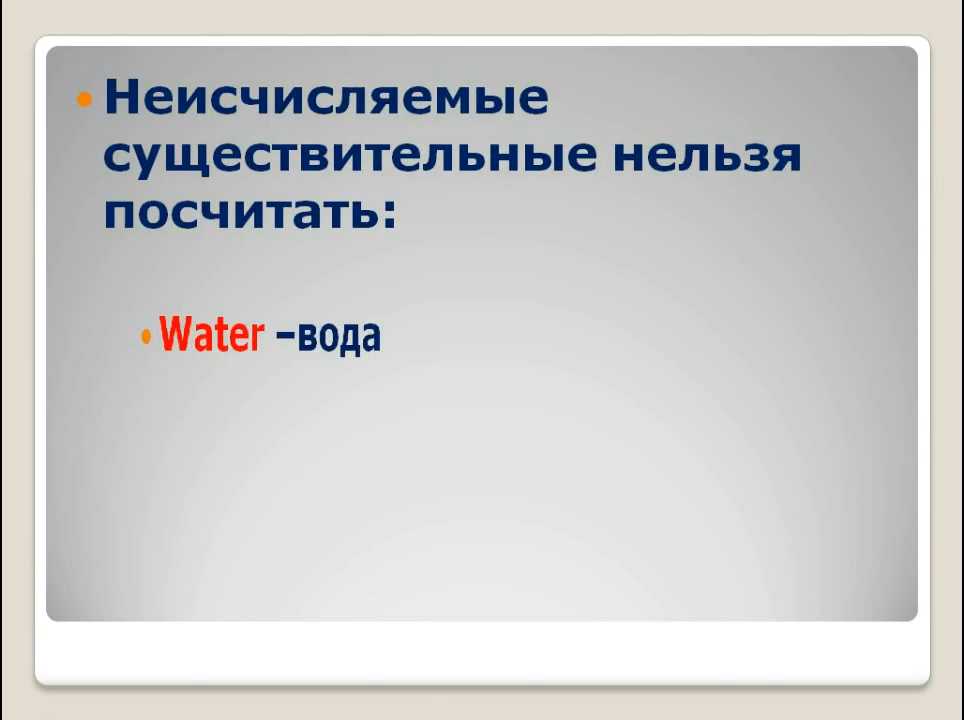 Неисчисляемые
существительные нельзя
посчитать:
Water –вода